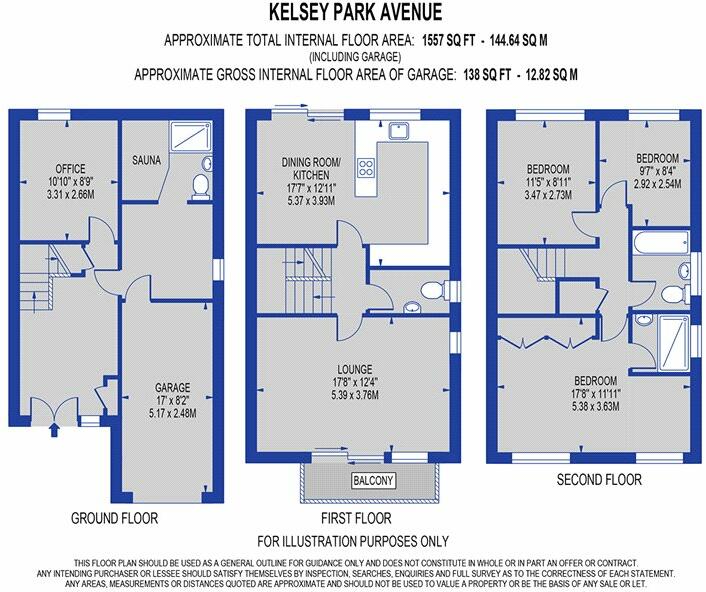 KELSEY PARK AVENUE
APPROXIMATE TOTAL INTERNAL FLOOR AREA: 1557 SQ FT - 144.64 SQ M
(INCLUDING GARAGE)
APPROXIMATE GROSS INTERNAL FLOOR AREA OF GARAGE: 138 SQ FT - 12.82 SQ M
OFFICE
10'10" x 8'9"
3.31 x 2.66M
SAUNA
GARAGE
17' x 8'2"
5.17 x 2.48M
GROUND FLOOR
DINING ROOM/
KITCHEN
17'7" x 12'11"
5.37 x 3.93M
LOUNGE
17'8" x 12'4"
5.39 x 3.76M
BALCONY
FIRST FLOOR
BEDROOM
11'5" x 8'11"
3.47 x 2.73M
BEDROOM
9'7" x 8'4"
2.92 x 2.54M
BEDROOM
17'8" x 11'11"
5.38 x 3.63M
SECOND FLOOR
FOR ILLUSTRATION PURPOSES ONLY
THIS FLOOR PLAN SHOULD BE USED AS A GENERAL OUTLINE FOR GUIDANCE ONLY AND DOES NOT CONSTITUTE IN WHOLE OR IN PART AN OFFER OR CONTRACT.
ANY INTENDING PURCHASER OR LESSEE SHOULD SATISFY THEMSELVES BY INSPECTION, SEARCHES, ENQUIRIES AND FULL SURVEY AS TO THE CORRECTNESS OF EACH STATEMENT.
ANY AREAS, MEASUREMENTS OR DISTANCES QUOTED ARE APPROXIMATE AND SHOULD NOT BE USED TO VALUE A PROPERTY OR BE THE BASIS OF ANY SALE OR LET.